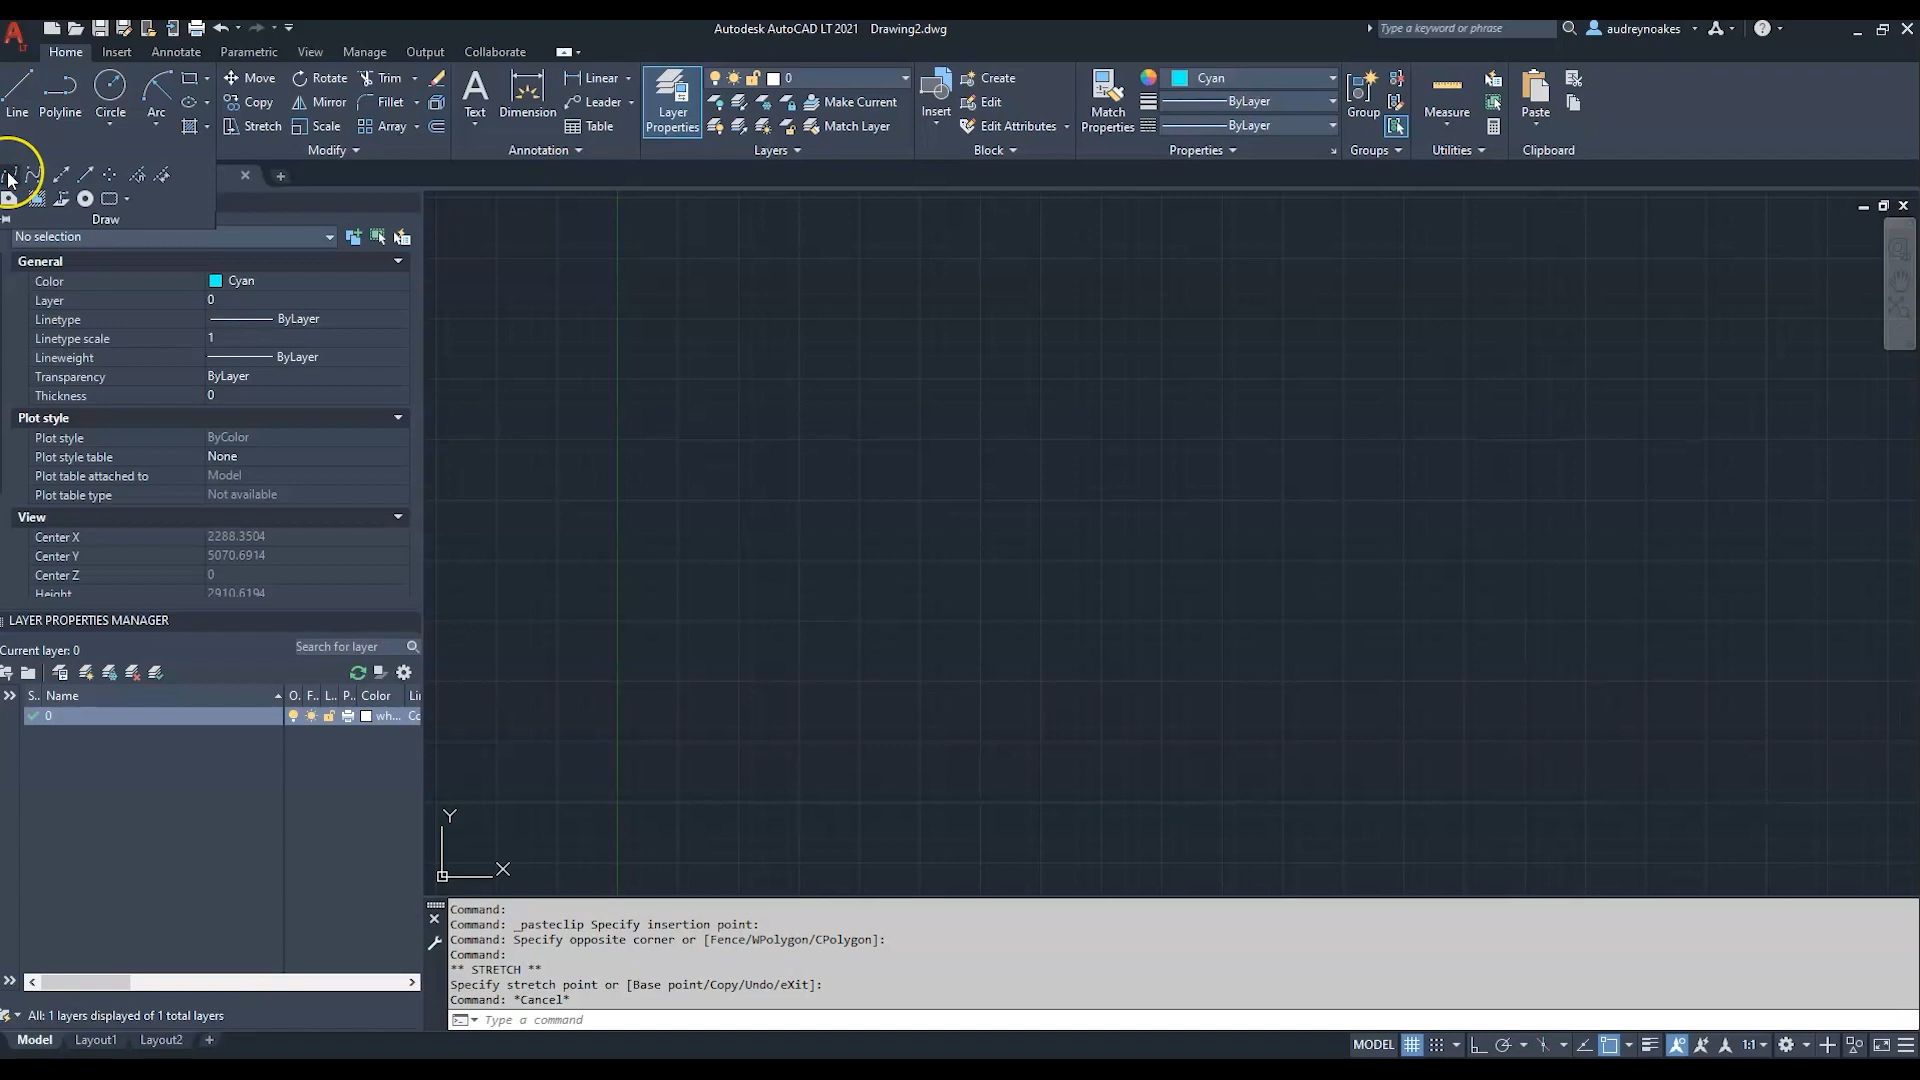 Autodesk AutoCAD LT 2021 Drawing2.dwg
Type a keyword or phrase
audreynoakes
LT
Home Insert Annotate Parametric View Manage Output Collaborate
Line Polyline Circle Arc
Move Rotate Trim
Copy Mirror Fillet
Stretch Scale Array
Modify
Text Dimension
Linear
Leader
Table
Annotation
Layer Properties
0
Make Current
Match Layer
Layers
Insert
Create
Edit
Edit Attributes
Block
Match Properties
Cyan
ByLayer
ByLayer
Properties
Group
Groups
Measure
Utilities
Paste
Clipboard
Draw
No selection
General
Color Cyan
Layer 0
Linetype ByLayer
Linetype scale 1
Lineweight ByLayer
Transparency ByLayer
Thickness 0
Plot style
Plot style ByColor
Plot style table None
Plot table attached to Model
Plot table type Not available
View
Center X 2288.3504
Center Y 5070.6914
Center Z 0
Height 2910.6194
LAYER PROPERTIES MANAGER
Search for layer
Current layer: 0
S.. Name O. F.. L.. P.. Color Li
0 wh... Co
All: 1 layers displayed of 1 total layers
Y
X
Command:
Command: _pasteclip Specify insertion point:
Command: Specify opposite corner or [Fence/WPolygon/CPolygon]:
Command:
** STRETCH **
Specify stretch point or [Base point/Copy/Undo/eXit]:
Command: *Cancel*
Type a command
Model Layout1 Layout2 +
MODEL 1:1